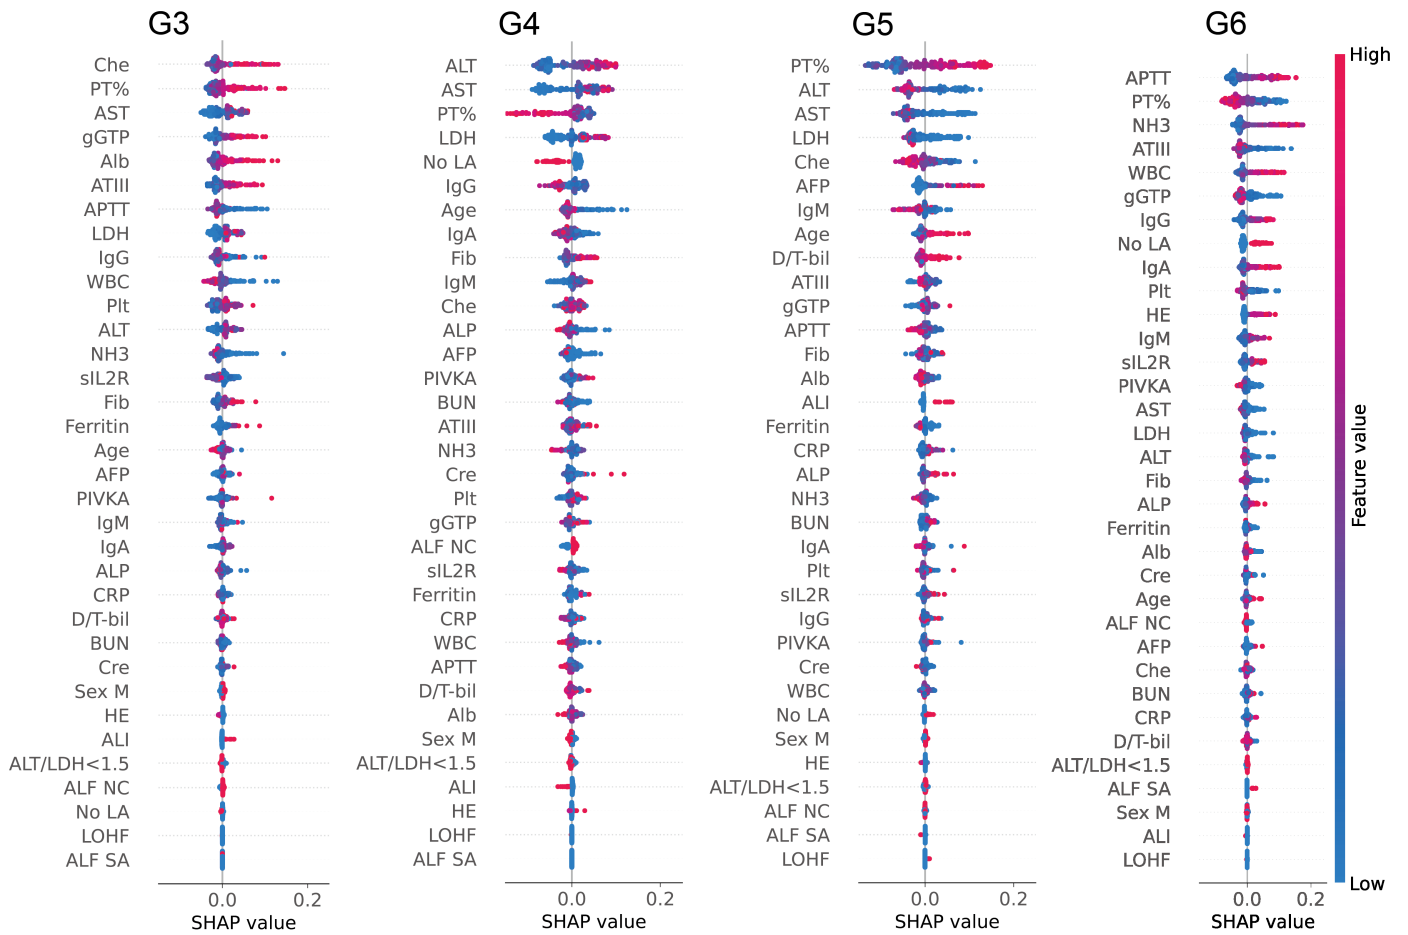 G3
Che
PT%
AST
gGTP
Alb
ATIII
APTT
LDH
IgG
WBC
Plt
ALT
NH3
sIL2R
Fib
Ferritin
Age
AFP
PIVKA
IgM
IgA
ALP
CRP
D/T-bil
BUN
Cre
Sex M
HE
ALI
ALT/LDH<1.5
ALF NC
No LA
LOHF
ALF SA
0.0 0.2
SHAP value
G4
ALT
AST
PT%
LDH
No LA
IgG
Age
IgA
Fib
IgM
Che
ALP
AFP
PIVKA
BUN
ATIII
NH3
Cre
Plt
gGTP
ALF NC
sIL2R
Ferritin
CRP
WBC
APTT
D/T-bil
Alb
Sex M
ALT/LDH<1.5
ALI
HE
LOHF
ALF SA
0.0 0.2
SHAP value
G5
PT%
ALT
AST
LDH
Che
AFP
IgM
Age
D/T-bil
ATIII
gGTP
APTT
Fib
Alb
ALI
Ferritin
CRP
ALP
NH3
BUN
IgA
Plt
sIL2R
IgG
PIVKA
Cre
WBC
No LA
Sex M
HE
ALT/LDH<1.5
ALF NC
ALF SA
LOHF
0.0 0.2
SHAP value
G6
APTT
PT%
NH3
ATIII
WBC
gGTP
IgG
No LA
IgA
Plt
HE
IgM
sIL2R
PIVKA
AST
LDH
ALT
Fib
ALP
Ferritin
Alb
Cre
Age
ALF NC
AFP
Che
BUN
CRP
D/T-bil
ALT/LDH<1.5
ALF SA
Sex M
ALI
LOHF
0.0 0.2
SHAP value
High
Feature value
Low